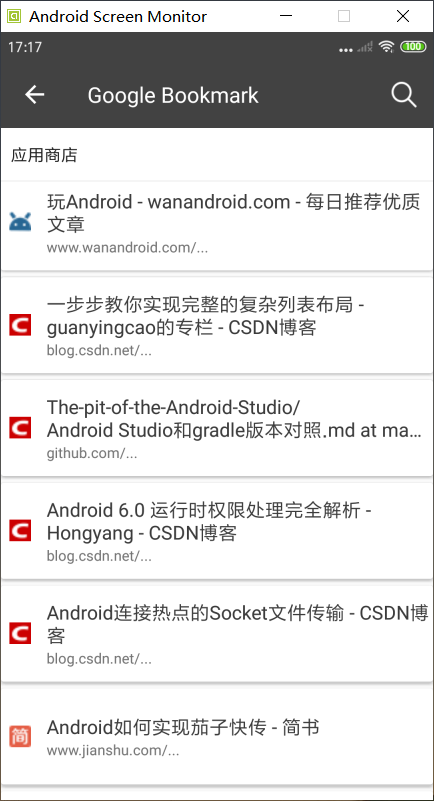 Android Screen Monitor
17:17
100
Google Bookmark
应用商店
玩Android - wanandroid.com - 每日推荐优质
文章
www.wanandroid.com/...
一步步教你实现完整的复杂列表布局 -
guanyingcao的专栏 - CSDN博客
blog.csdn.net/...
The-pit-of-the-Android-Studio/
Android Studio和gradle版本对照.md at ma...
github.com/...
Android 6.0 运行时权限处理完全解析 -
Hongyang - CSDN博客
blog.csdn.net/...
Android连接热点的Socket文件传输 - CSDN博
客
blog.csdn.net/...
简
Android如何实现茄子快传 - 简书
www.jianshu.com/...